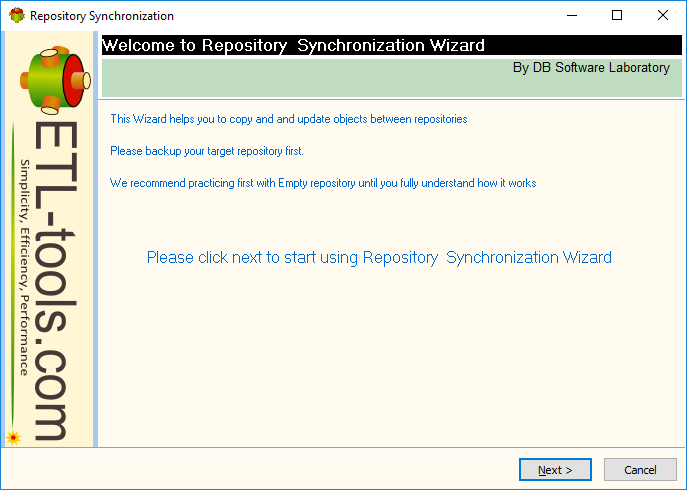 Repository Synchronization
Welcome to Repository  Synchronization Wizard
By DB Software Laboratory
ETL-tools.com
Simplicity, Efficiency, Performance
This Wizard helps you to copy and and update objects between repositories
Please backup your target repository first.
We recommend practicing first with Empty repository until you fully understand how it works
Please click next to start using Repository  Synchronization Wizard
Next >
Cancel